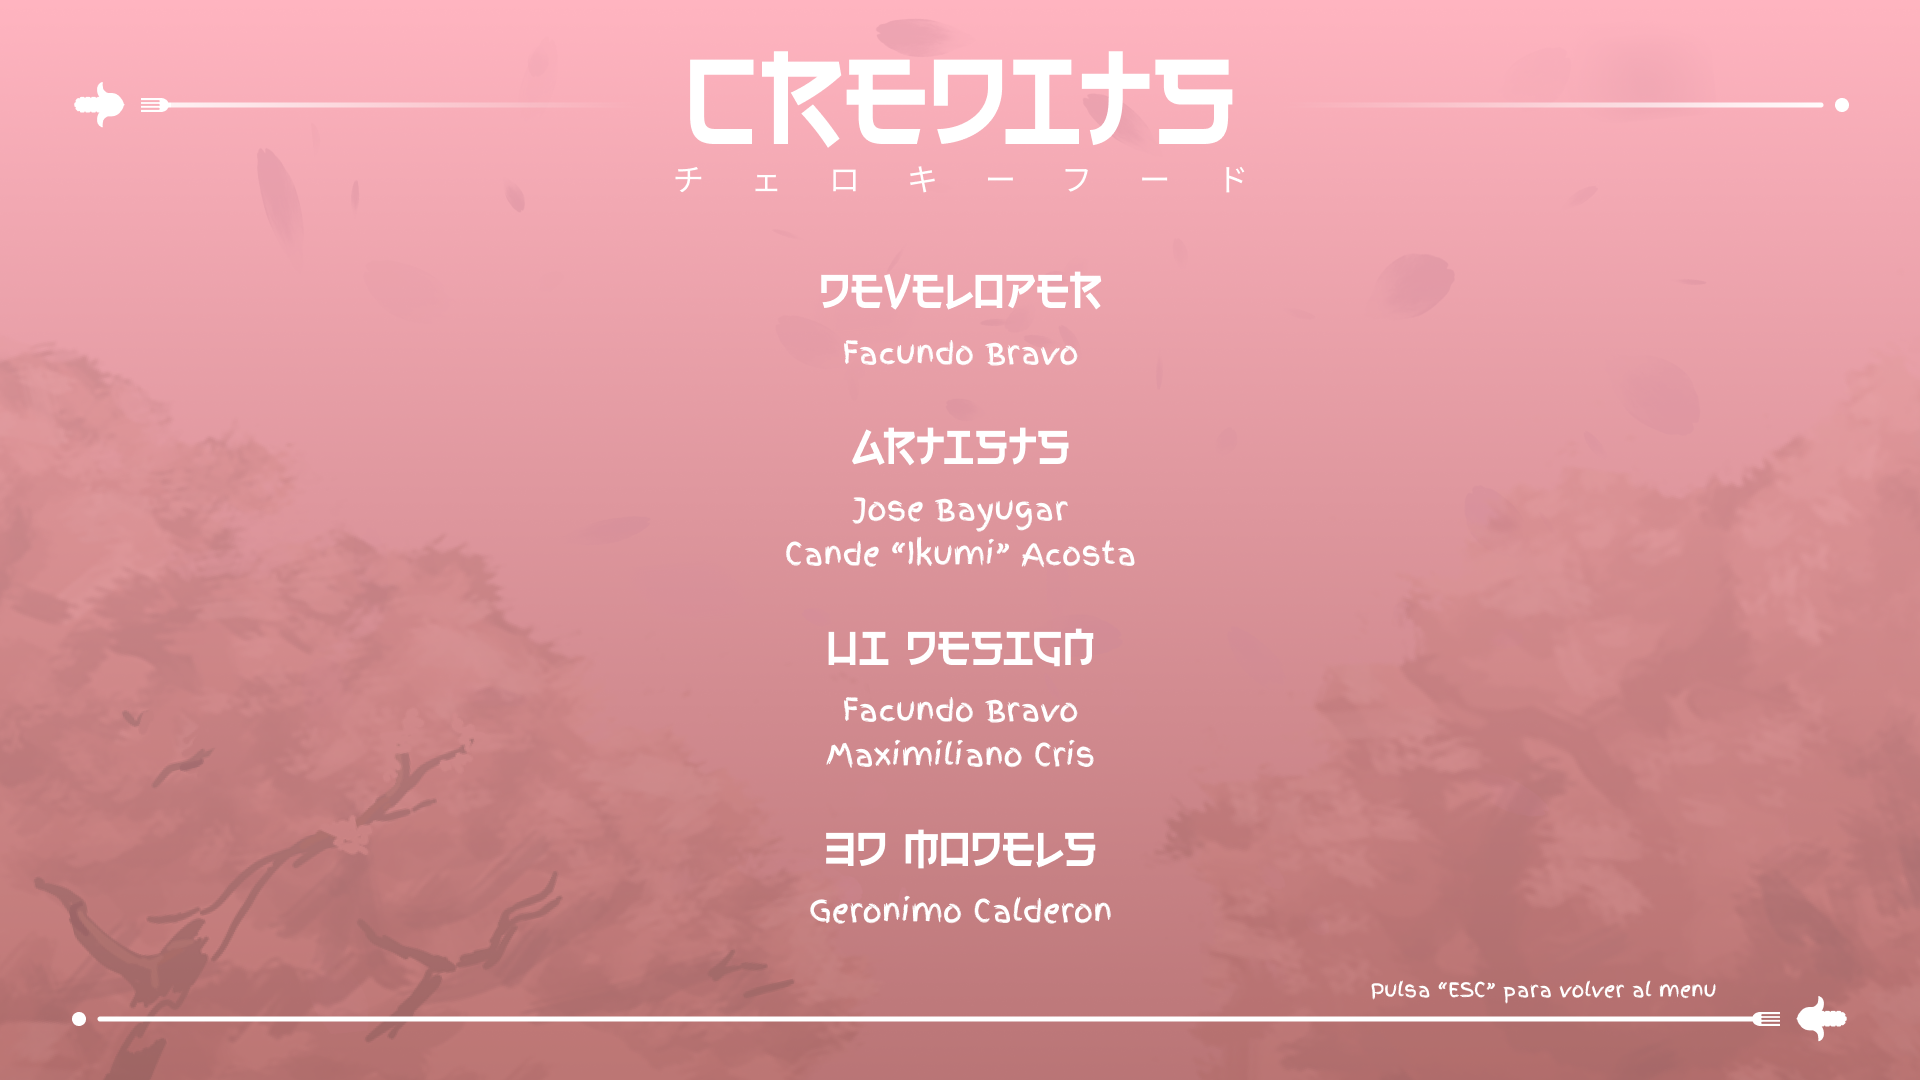 CREDITS
チェロキーフード
DEVELOPER
Facundo Bravo
ARTISTS
Jose Bayugar
Cande “Ikumi” Acosta
UI DESIGN
Facundo Bravo
Maximiliano Cris
3D MODELS
Geronimo Calderon
Pulsa “ESC” para volver al menu